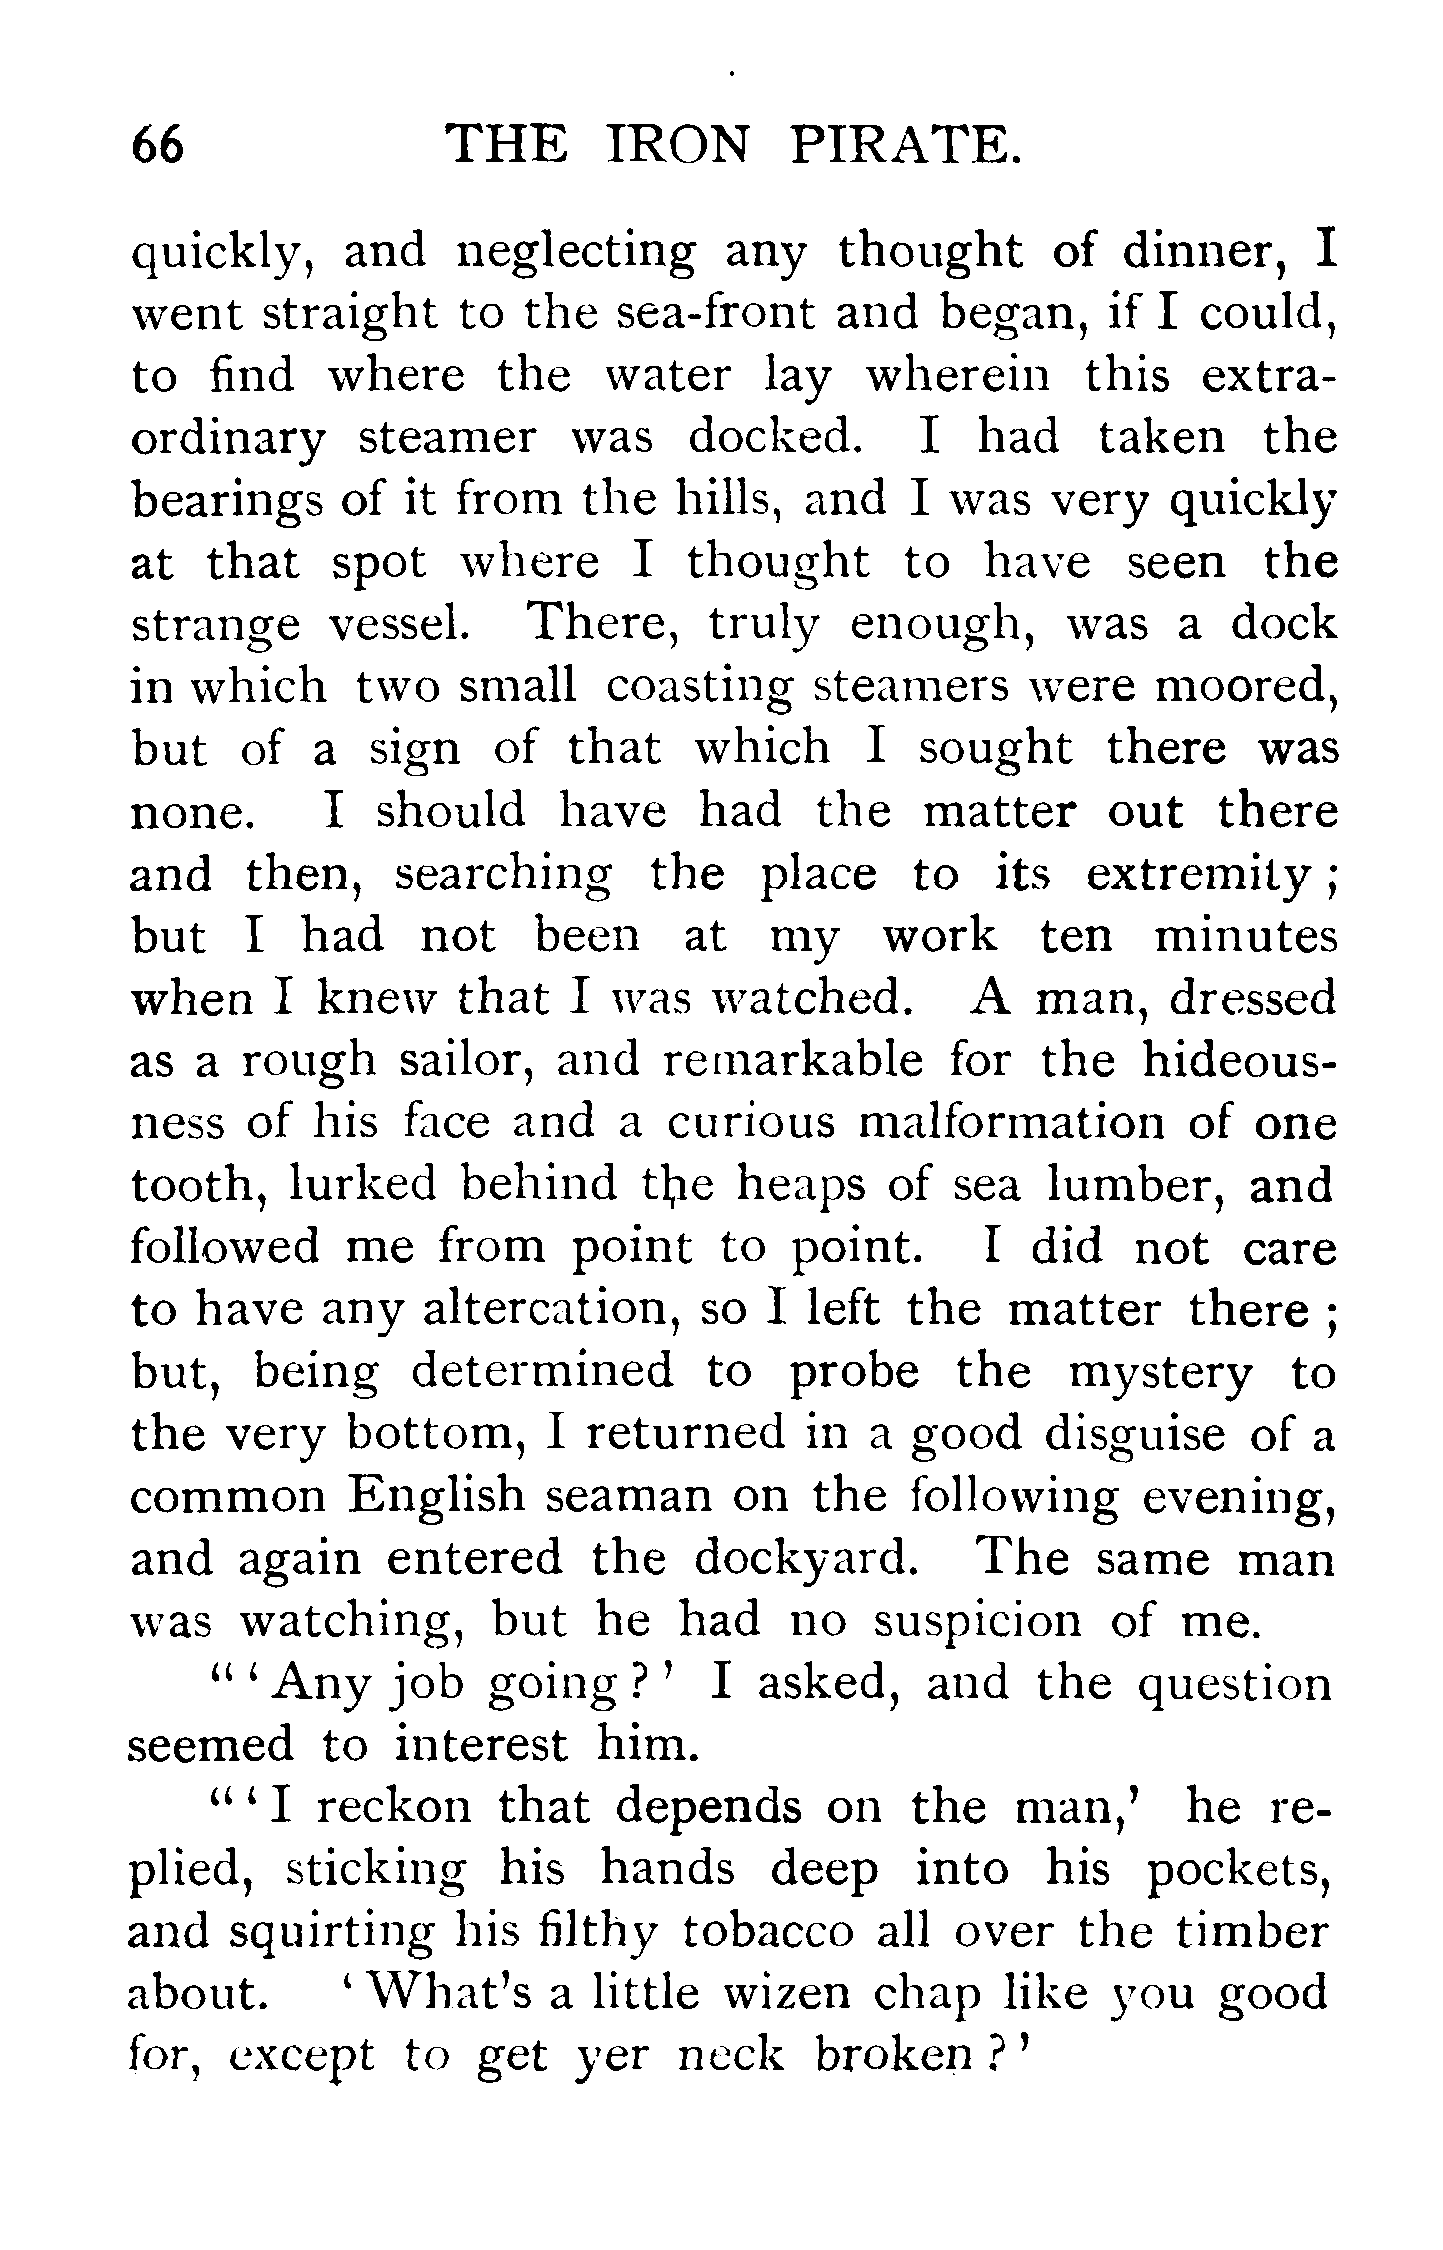 66 THE IRON PIRATE.
quickly, and neglecting any thought of dinner, I
went straight to the sea-front and began, if I could,
to find where the water lay wherein this extra-
ordinary steamer was docked. I had taken the
bearings of it from the hills, and I was very quickly
at that spot where I thought to have seen the
strange vessel. There, truly enough, was a dock
in which two small coasting steamers were moored,
but of a sign of that which I sought there was
none. I should have had the matter out there
and then, searching the place to its extremity ;
but I had not been at my work ten minutes
when I knew that I was watched. A man, dressed
as a rough sailor, and remarkable for the hideous-
ness of his face and a curious malformation of one
tooth, lurked behind the heaps of sea lumber, and
followed me from point to point. I did not care
to have any altercation, so I left the matter there ;
but, being determined to probe the mystery to
the very bottom, I returned in a good disguise of a
common English seaman on the following evening,
and again entered the dockyard. The same man
was watching, but he had no suspicion of me.
“ ‘ Any job going ? ’ I asked, and the question
seemed to interest him.
“ ‘ I reckon that depends on the man,’ he re-
plied, sticking his hands deep into his pockets,
and squirting his filthy tobacco all over the timber
about. ‘ What’s a little wizen chap like you good
for, except to get yer neck broken ? ’